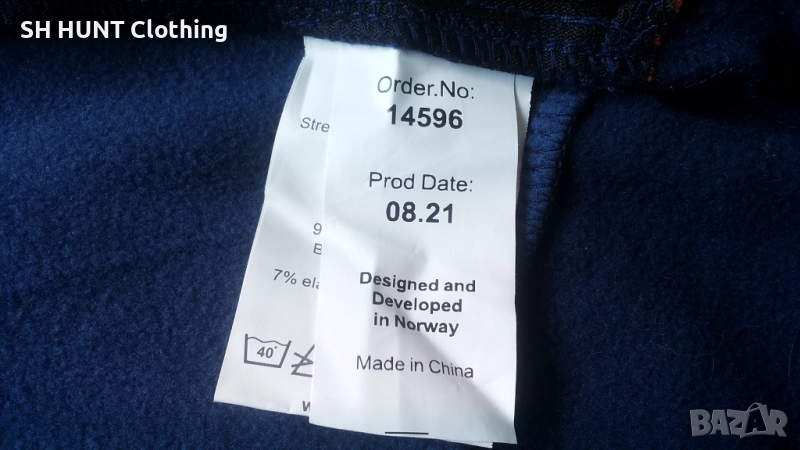 SH HUNT Clothing
Order.No:
14596
Prod Date:
08.21
Designed and
Developed
in Norway
Made in China
Stre
9
7% ela
40°
BAZAR